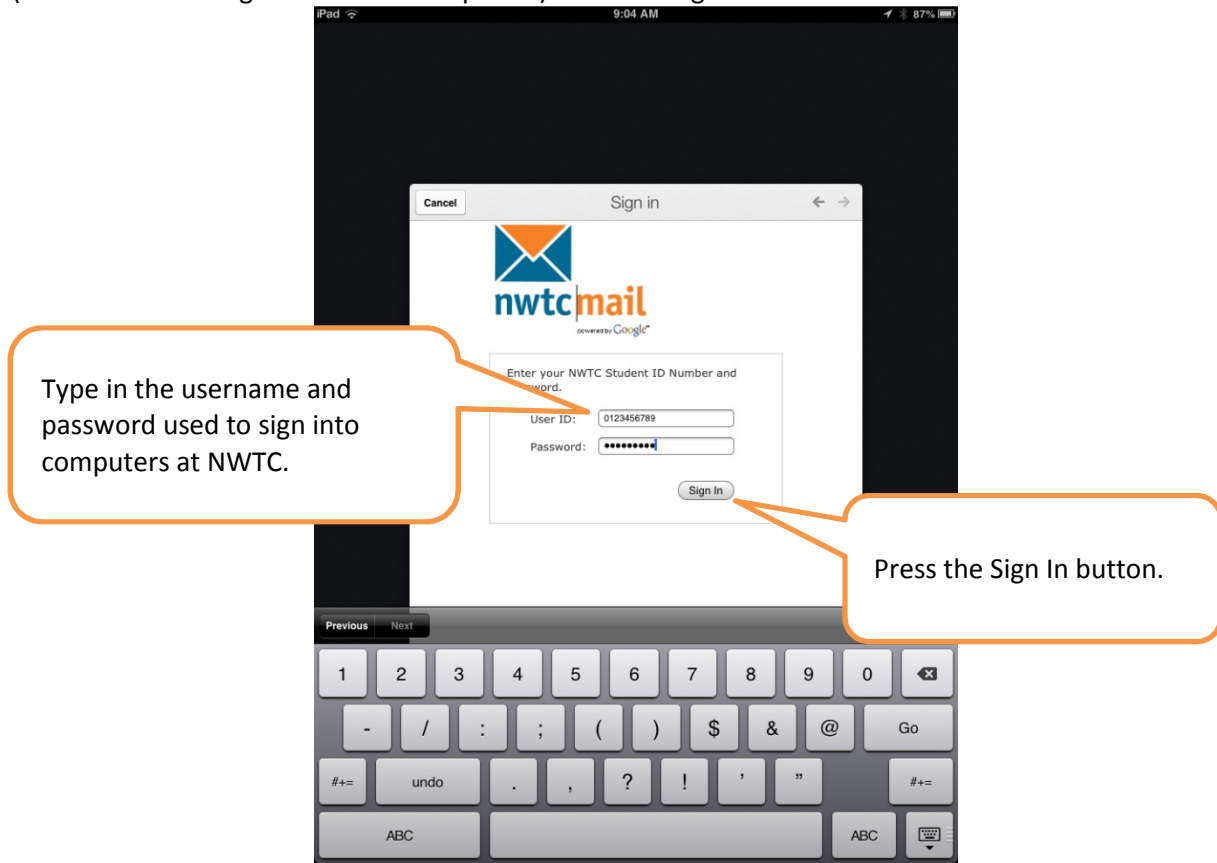 iPad 9:04 AM 87%
Cancel Sign in
nwtc mail
powered by Google
Enter your NWTC Student ID Number and
User ID: 0123456789
Password: •••••••••
Sign In
Type in the username and
password used to sign into
computers at NWTC.
Press the Sign In button.
Previous Next
1 2 3 4 5 6 7 8 9 0
- / : ; ( ) $ & @ Go
#+= undo . , ? ! ' " #+=
ABC ABC